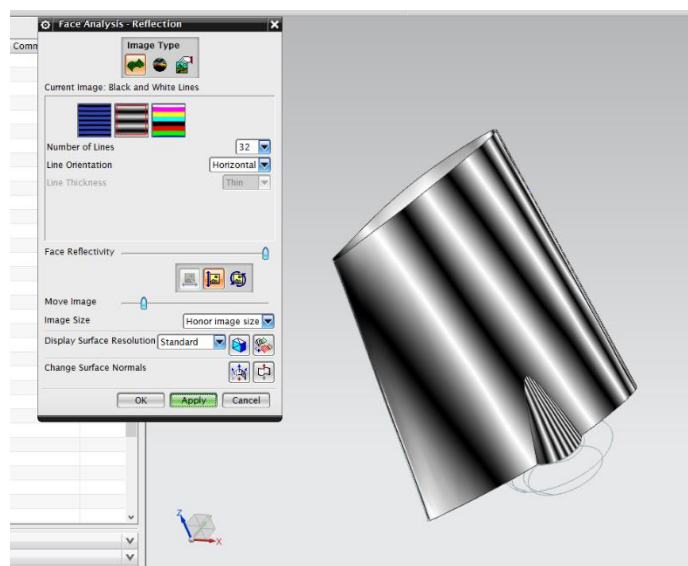 Face Analysis - Reflection
Comm
Image Type
Current Image: Black and White Lines
Number of Lines 32
Line Orientation Horizontal
Line Thickness Thin
Face Reflectivity
Move Image
Image Size Honor image size
Display Surface Resolution Standard
Change Surface Normals
OK Apply Cancel
Z
X